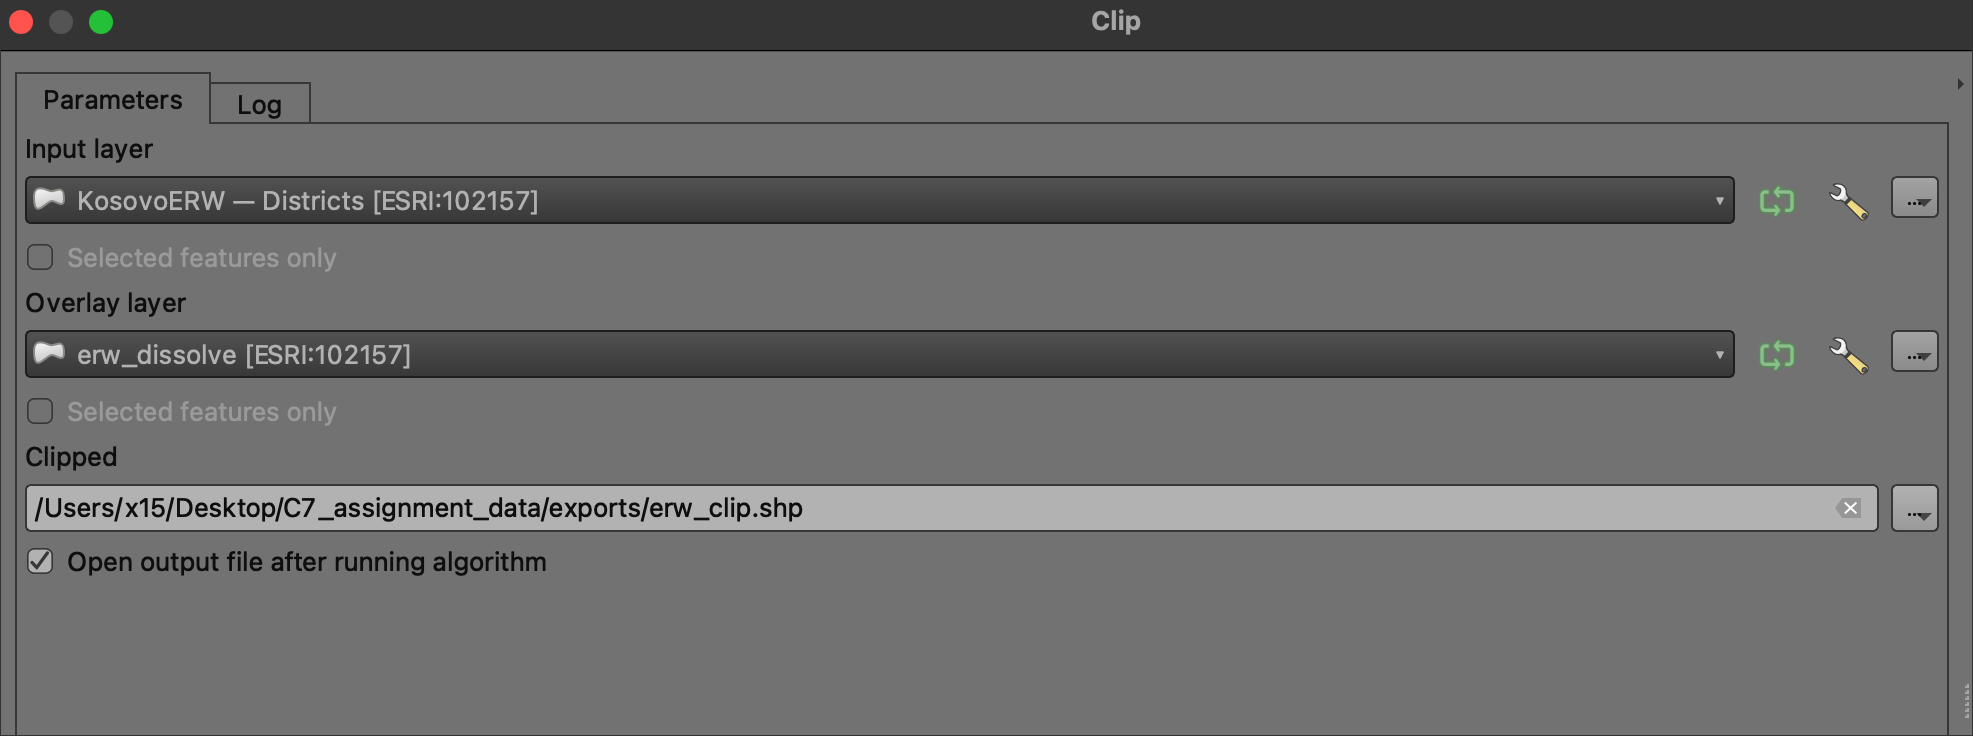 Clip
Parameters
Log
Input layer
KosovoERW — Districts [ESRI:102157]
...
Selected features only
Overlay layer
erw_dissolve [ESRI:102157]
...
Selected features only
Clipped
/Users/x15/Desktop/C7_assignment_data/exports/erw_clip.shp
...
Open output file after running algorithm